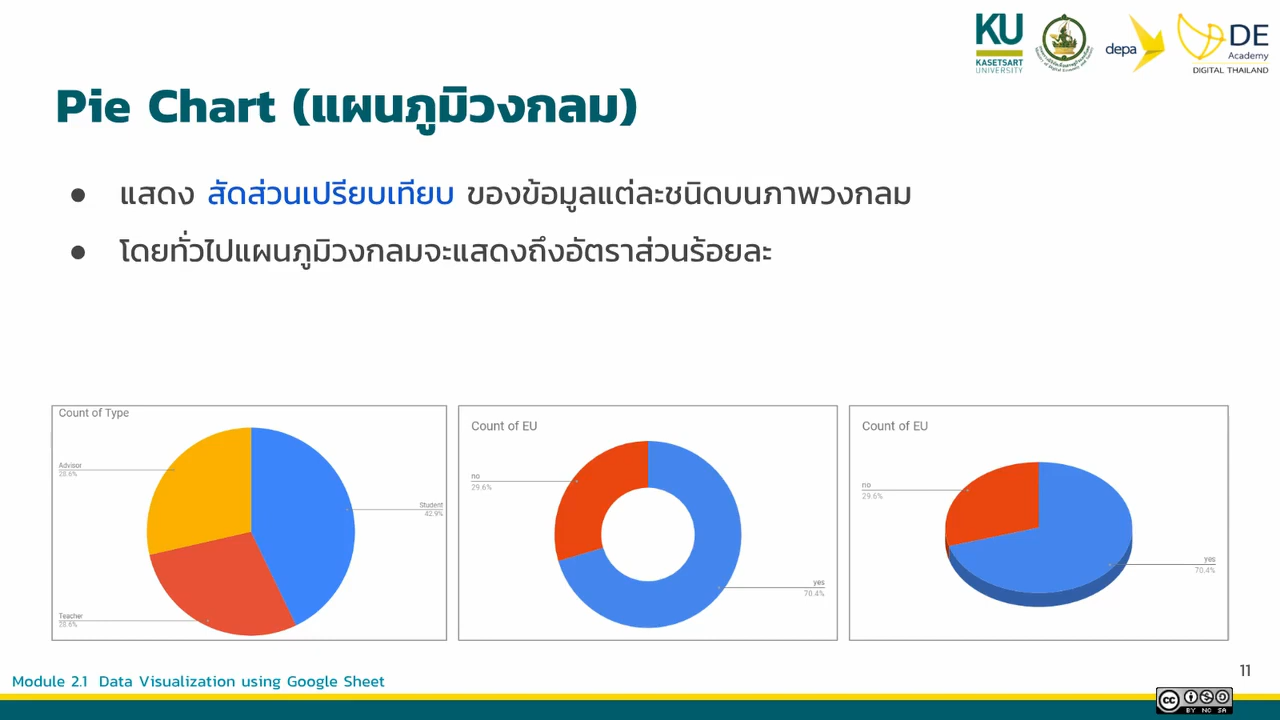 KU
KASETSART
UNIVERSITY
depa
DE
Academy
DIGITAL THAILAND
Pie Chart (แผนภูมิวงกลม)
● แสดง สัดส่วนเปรียบเทียบ ของข้อมูลแต่ละชนิดบนภาพวงกลม
● โดยทั่วไปแผนภูมิวงกลมจะแสดงถึงอัตราส่วนร้อยละ
Count of Type
Advisor
28.6%
Student
42.9%
Teacher
28.6%
Count of EU
no
29.6%
yes
70.4%
Count of EU
no
29.6%
yes
70.4%
11
Module 2.1 Data Visualization using Google Sheet
cc
BY NC SA